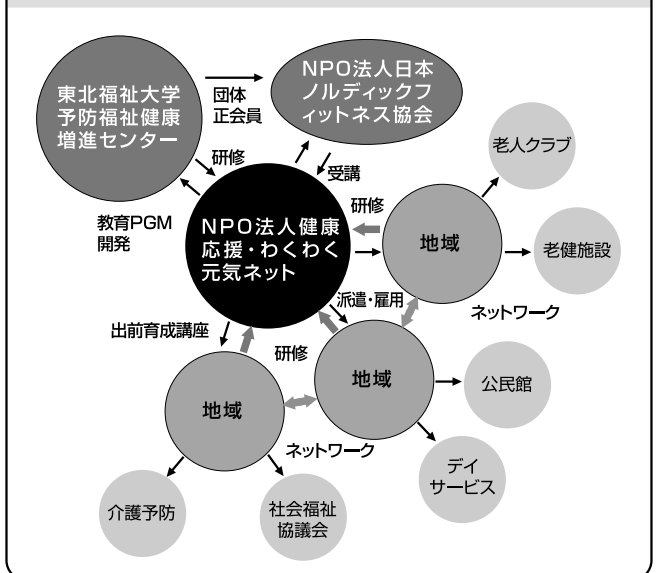 東北福祉大学
予防福祉健康
増進センター
団体
正会員
NPO法人日本
ノルディックフ
ィットネス協会
老人クラブ
研修
受講
教育PGM
開発
NPO法人健康
応援・わくわく
元気ネット
研修
地域
老健施設
ネットワーク
派遣・雇用
出前育成講座
研修
地域
公民館
地域
ネットワーク
デイ
サービス
介護予防
社会福祉
協議会